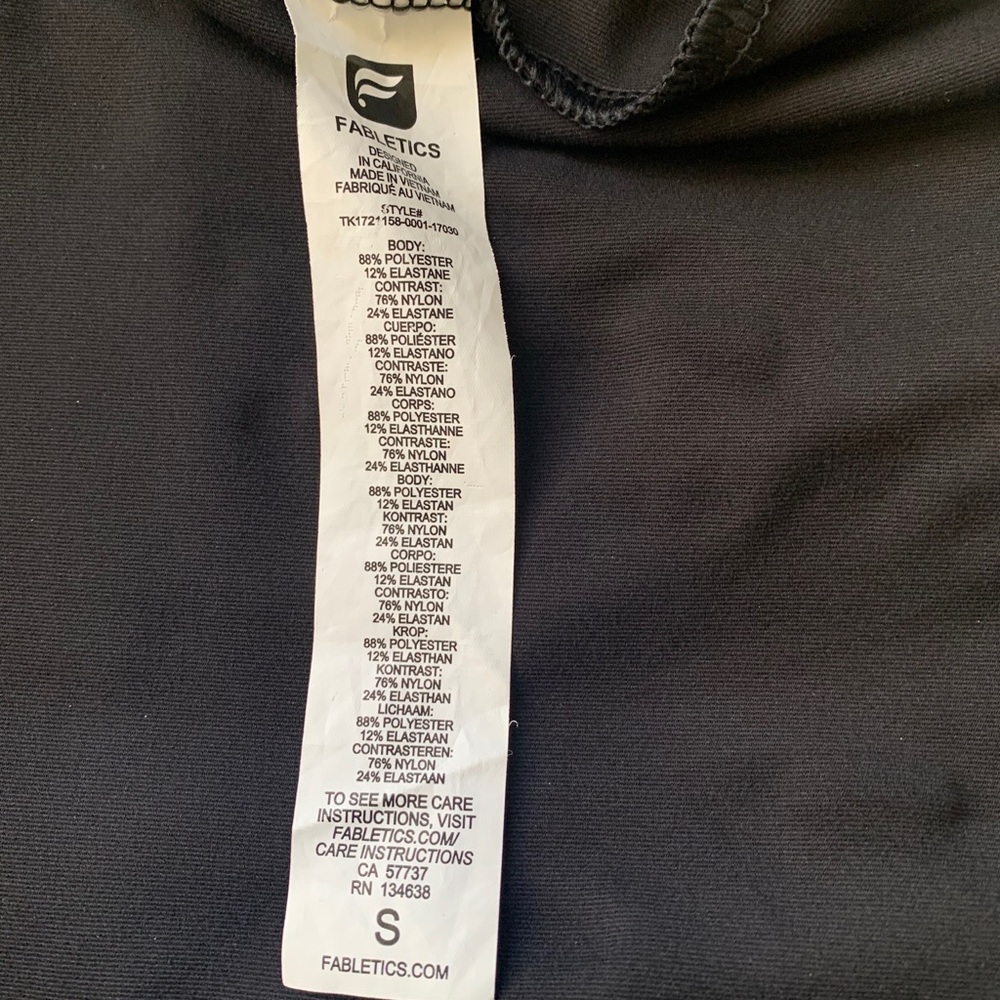 FABLETICS
DESIGNED
IN CALIFORNIA
MADE IN VIETNAM
FABRIQUÉ AU VIETNAM
STYLE#
TK1721158-0001-17030
BODY:
88% POLYESTER
12% ELASTANE
CONTRAST:
76% NYLON
24% ELASTANE
CUERPO:
88% POLIÉSTER
12% ELASTANO
CONTRASTE:
76% NYLON
24% ELASTANO
CORPS:
88% POLYESTER
12% ELASTHANNE
CONTRASTE:
76% NYLON
24% ELASTHANNE
BODY:
88% POLYESTER
12% ELASTAN
KONTRAST:
76% NYLON
24% ELASTAN
CORPO:
88% POLIESTERE
12% ELASTAN
CONTRASTO:
76% NYLON
24% ELASTAN
KROP:
88% POLYESTER
12% ELASTHAN
KONTRAST:
76% NYLON
24% ELASTHAN
LICHAAM:
88% POLYESTER
12% ELASTAAN
CONTRASTEREN:
76% NYLON
24% ELASTAAN
TO SEE MORE CARE
INSTRUCTIONS, VISIT
FABLETICS.COM/
CARE INSTRUCTIONS
CA 57737
RN 134638
S
FABLETICS.COM